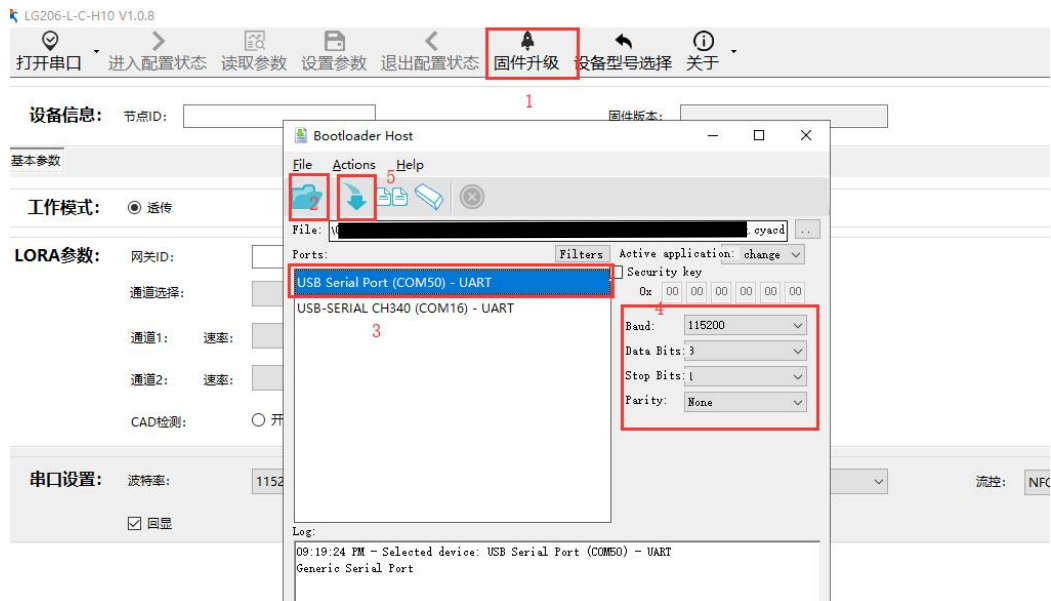 LG206-L-C-H10 V1.0.8
打开串口 进入配置状态 读取参数 设置参数 退出配置状态 固件升级 设备型号选择 关于
1
设备信息: 节点ID: 固件版本:
Bootloader Host
基本参数
File Actions Help
5
2
工作模式: 透传
File: \ .cyacd ..
LORA参数: 网关ID:
Ports: Filters Active application: change
Security key
0x 00 00 00 00 00 00
USB Serial Port (COM50) - UART
通道选择:
USB-SERIAL CH340 (COM16) - UART
4
3
Baud: 115200
通道1: 速率:
Data Bits:
Stop Bits:
通道2: 速率:
Parity: None
CAD检测: 开
串口设置: 波特率: 1152 流控: NFC
回显
Log:
09:19:24 PM - Selected device: USB Serial Port (COM50) - UART
Generic Serial Port